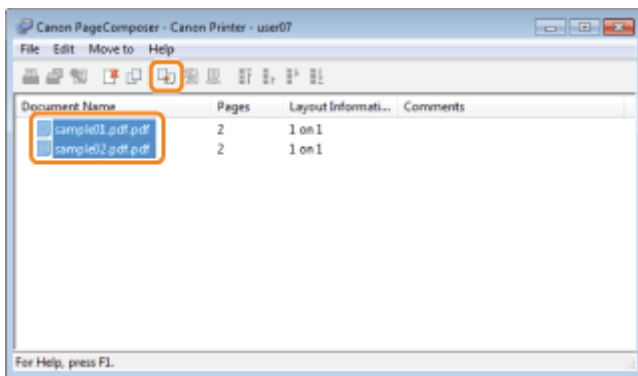 Canon PageComposer - Canon Printer - user07
File Edit Move to Help
Document Name Pages Layout Informati... Comments
sample01.pdf.pdf 2 1 on 1
sample02.pdf.pdf 2 1 on 1
For Help, press F1.